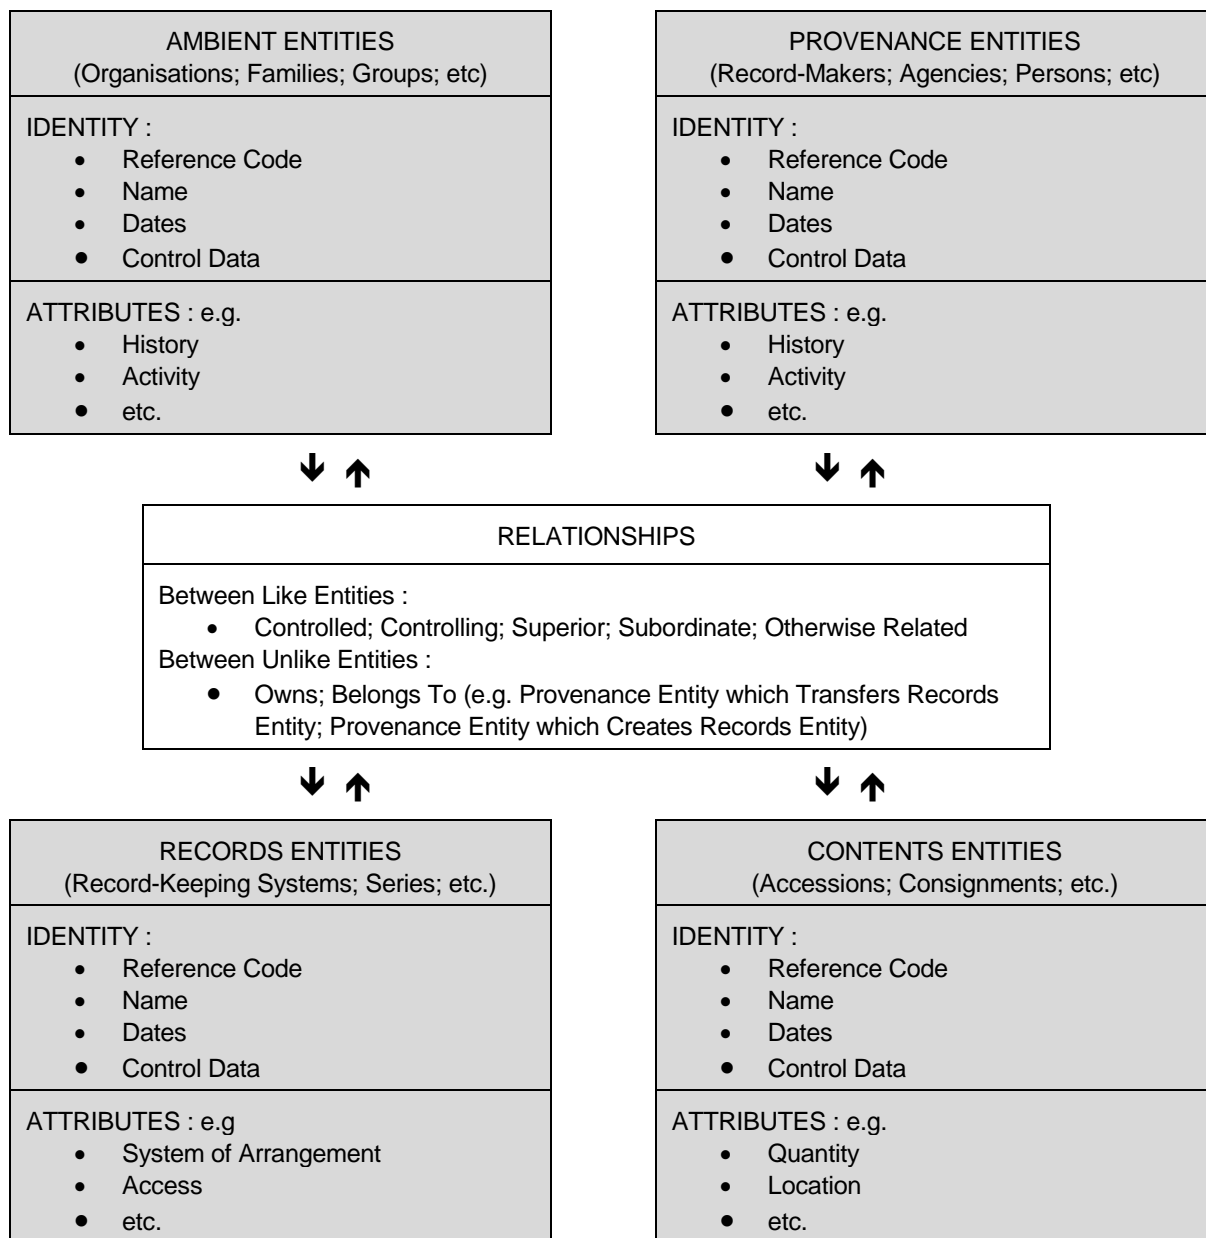 AMBIENT ENTITIES
(Organisations; Families; Groups; etc)
IDENTITY :
• Reference Code
• Name
• Dates
• Control Data
ATTRIBUTES : e.g.
• History
• Activity
• etc.
PROVENANCE ENTITIES
(Record-Makers; Agencies; Persons; etc)
IDENTITY :
• Reference Code
• Name
• Dates
• Control Data
ATTRIBUTES : e.g.
• History
• Activity
• etc.
RELATIONSHIPS
Between Like Entities :
• Controlled; Controlling; Superior; Subordinate; Otherwise Related
Between Unlike Entities :
• Owns; Belongs To (e.g. Provenance Entity which Transfers Records
Entity; Provenance Entity which Creates Records Entity)
RECORDS ENTITIES
(Record-Keeping Systems; Series; etc.)
IDENTITY :
• Reference Code
• Name
• Dates
• Control Data
ATTRIBUTES : e.g
• System of Arrangement
• Access
• etc.
CONTENTS ENTITIES
(Accessions; Consignments; etc.)
IDENTITY :
• Reference Code
• Name
• Dates
• Control Data
ATTRIBUTES : e.g.
• Quantity
• Location
• etc.